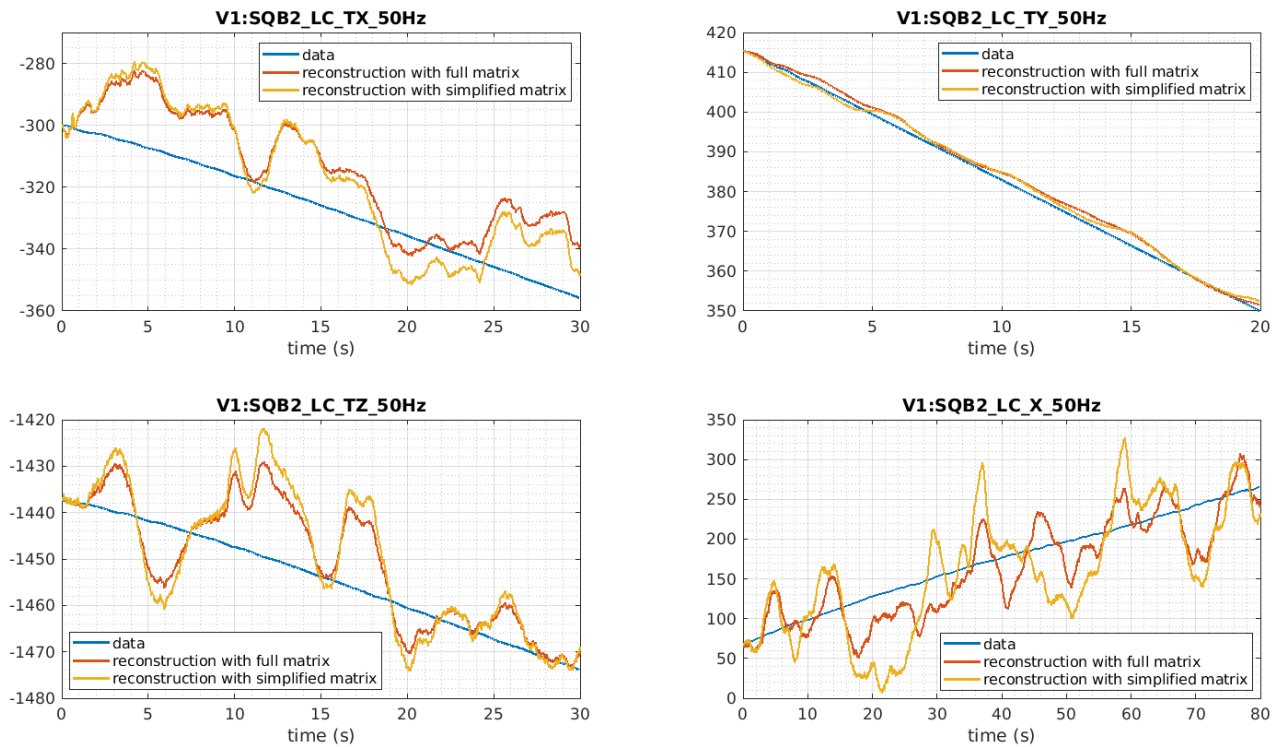 V1:SQB2_LC_TX_50Hz
data
reconstruction with full matrix
reconstruction with simplified matrix
-280
-300
-320
-340
-360
0 5 10 15 20 25 30
time (s)
V1:SQB2_LC_TY_50Hz
data
reconstruction with full matrix
reconstruction with simplified matrix
420
410
400
390
380
370
360
350
0 5 10 15 20
time (s)
V1:SQB2_LC_TZ_50Hz
-1420
-1430
-1440
-1450
-1460
-1470
-1480
data
reconstruction with full matrix
reconstruction with simplified matrix
0 5 10 15 20 25 30
time (s)
V1:SQB2_LC_X_50Hz
350
300
250
200
150
100
50
0
data
reconstruction with full matrix
reconstruction with simplified matrix
0 10 20 30 40 50 60 70 80
time (s)